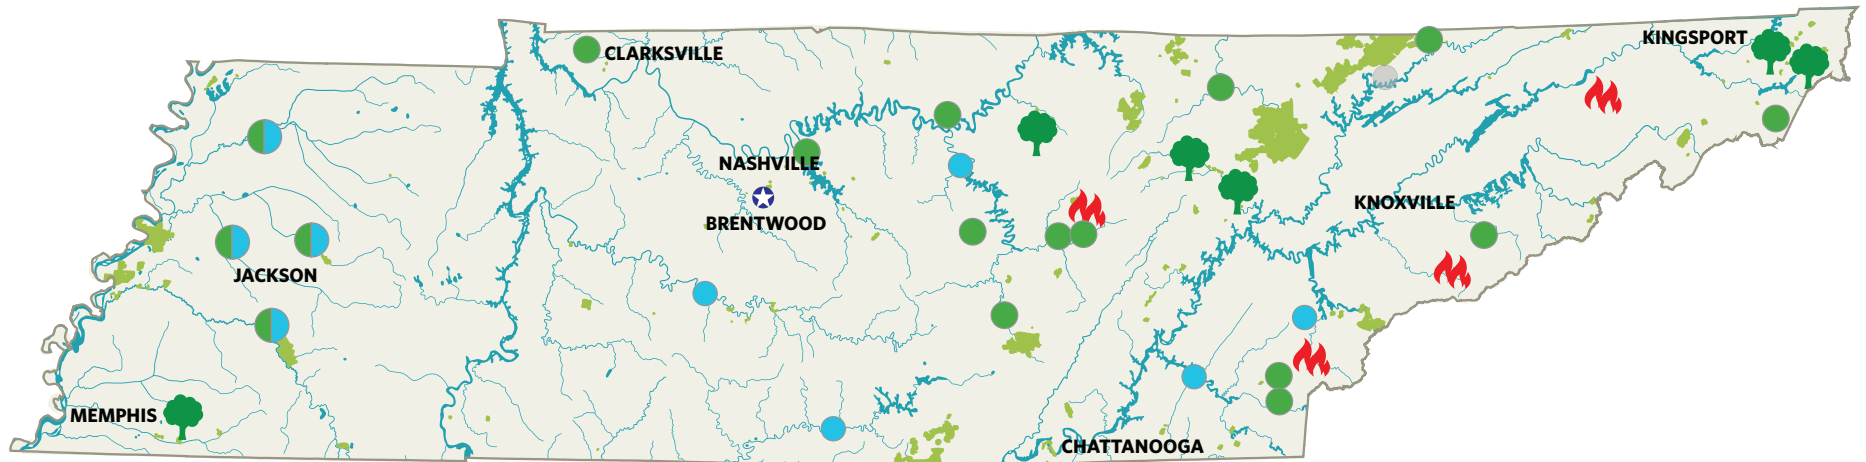 KINGSPORT
CLARKSVILLE
NASHVILLE
KNOXVILLE
BRENTWOOD
JACKSON
MEMPHIS
CHATTANOOGA